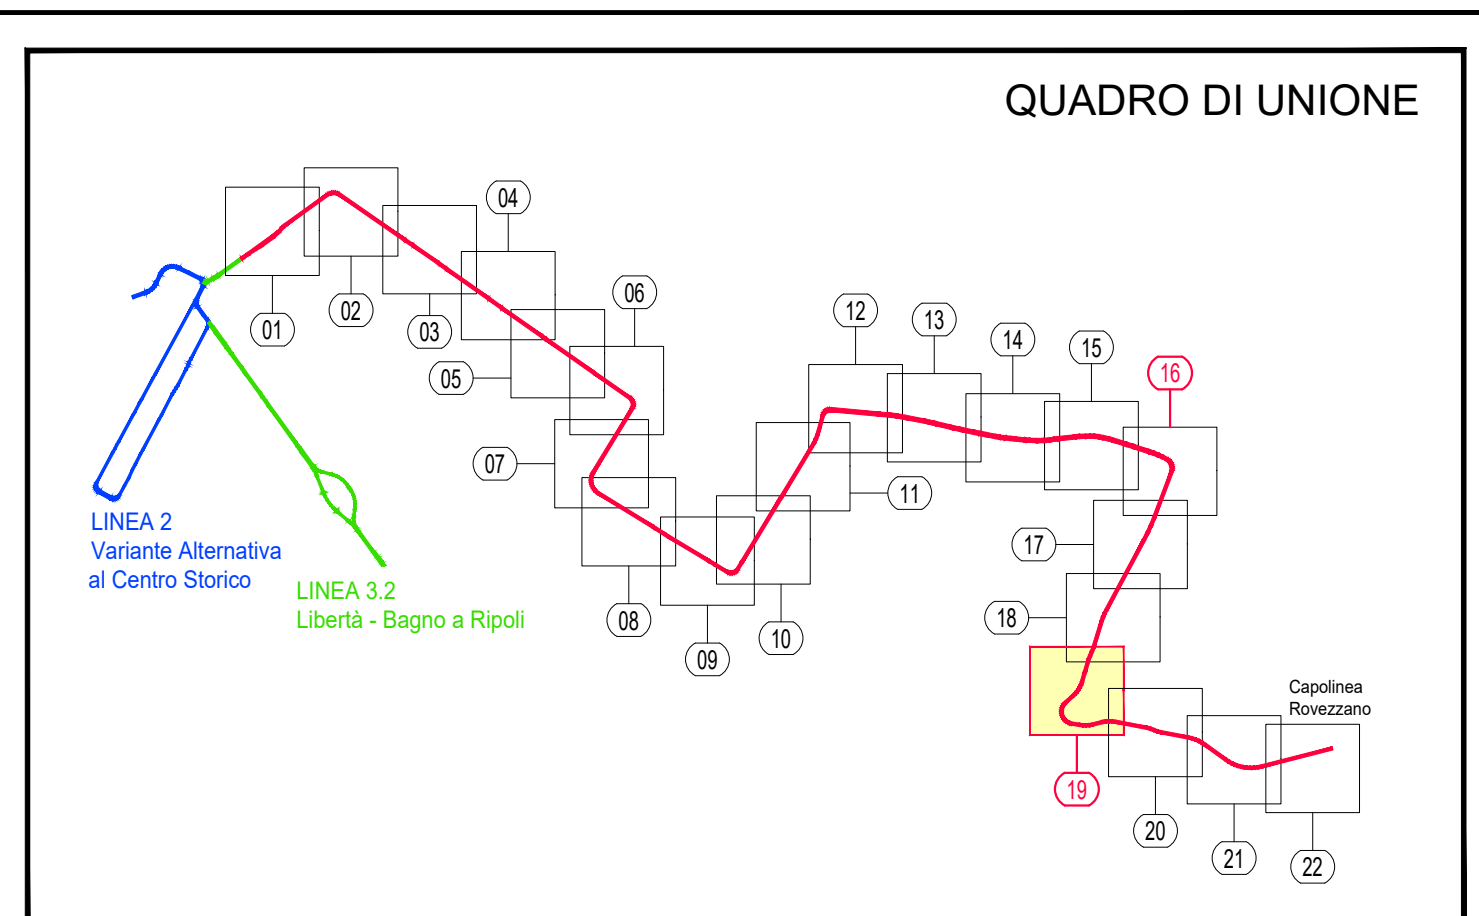 QUADRO DI UNIONE
04
06
12
01
02
03
13
14
15
16
05
07
11
17
LINEA 2
Variante Alternativa
al Centro Storico
LINEA 3.2
Libertà - Bagno a Ripoli
08
09
10
18
Capolinea
Rovezzano
19
20
21
22